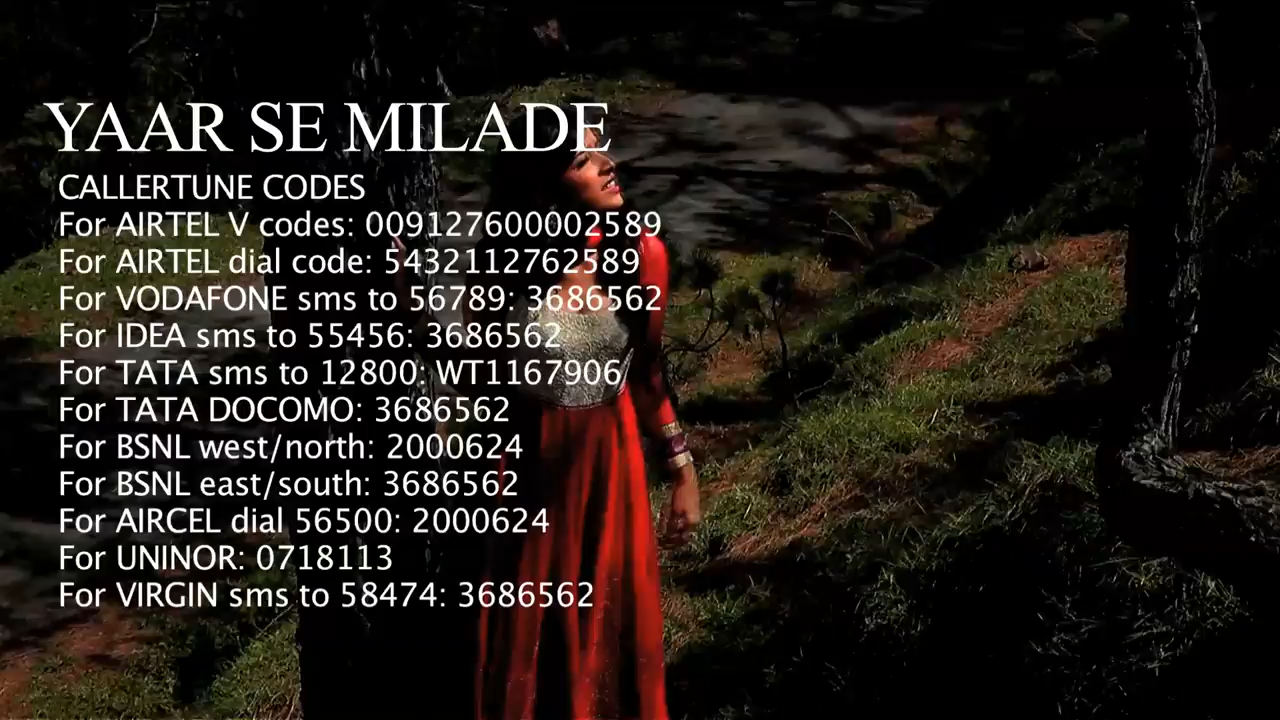 YAAR SE MILADE
CALLERTUNE CODES
For AIRTEL V codes: 009127600002589
For AIRTEL dial code: 5432112762589
For VODAFONE sms to 56789: 3686562
For IDEA sms to 55456: 3686562
For TATA sms to 12800: WT1167906
For TATA DOCOMO: 3686562
For BSNL west/north: 2000624
For BSNL east/south: 3686562
For AIRCEL dial 56500: 2000624
For UNINOR: 0718113
For VIRGIN sms to 58474: 3686562